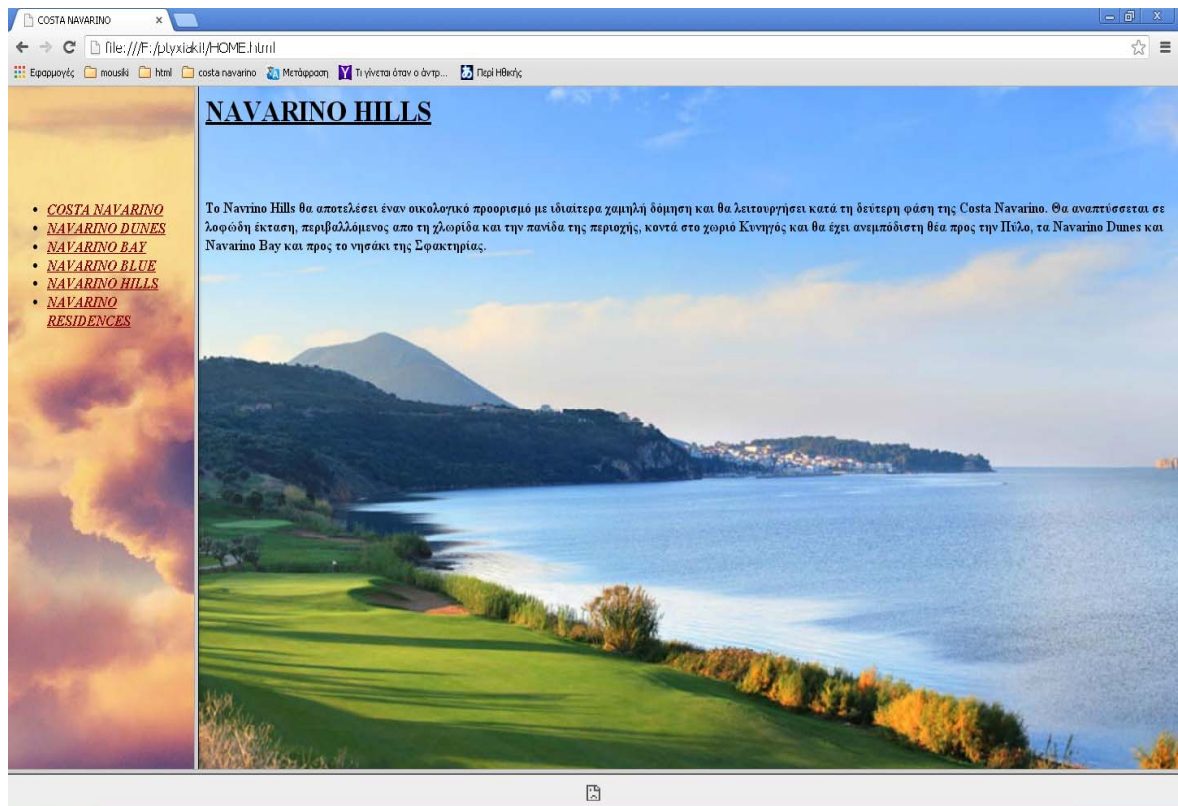 COSTA NAVARINO
file:///F:/ptyxiaki!/HOME.html
Εφαρμογές mousiki html costa navarino Μετάφραση Τι γίνεται όταν ο άντρ... Περί Ηθικής
NAVARINO HILLS
COSTA NAVARINO
NAVARINO DUNES
NAVARINO BAY
NAVARINO BLUE
NAVARINO HILLS
NAVARINO
RESIDENCES
Το Navrino Hills θα αποτελέσει έναν οικολογικό προορισμό με ιδιαίτερα χαμηλή δόμηση και θα λειτουργήσει κατά τη δεύτερη φάση της Costa Navarino. Θα αναπτύσσεται σε
λοφώδη έκταση, περιβαλλόμενος απο τη χλωρίδα και την πανίδα της περιοχής, κοντά στο χωριό Κυνηγός και θα έχει ανεμπόδιστη θέα προς την Πύλο, τα Navarino Dunes και
Navarino Bay και προς το νησάκι της Σφακτηρίας.